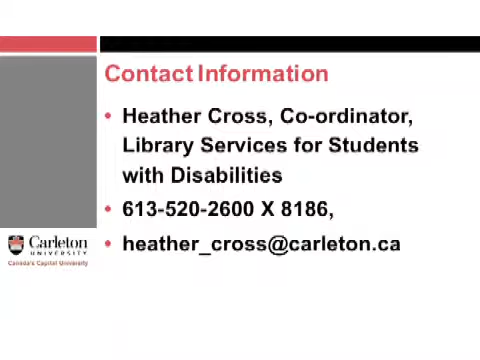 Contact Information
• Heather Cross, Co-ordinator,
Library Services for Students
with Disabilities
• 613-520-2600 X 8186,
• heather_cross@carleton.ca
Carleton
UNIVERSITY
Canada's Capital University